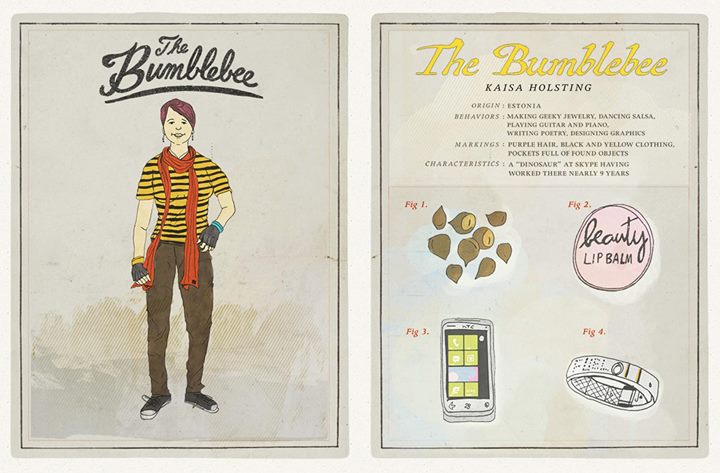 The
Bumblebee
The Bumblebee
KAISA HOLSTING
ORIGIN : ESTONIA
BEHAVIORS : MAKING GEEKY JEWELRY, DANCING SALSA,
PLAYING GUITAR AND PIANO,
WRITING POETRY, DESIGNING GRAPHICS
MARKINGS : PURPLE HAIR, BLACK AND YELLOW CLOTHING,
POCKETS FULL OF FOUND OBJECTS
CHARACTERISTICS : A "DINOSAUR" AT SKYPE HAVING
WORKED THERE NEARLY 9 YEARS
Fig 1.
Fig 2.
beauty
LIP BALM
Fig 3.
hTC
Fig 4.